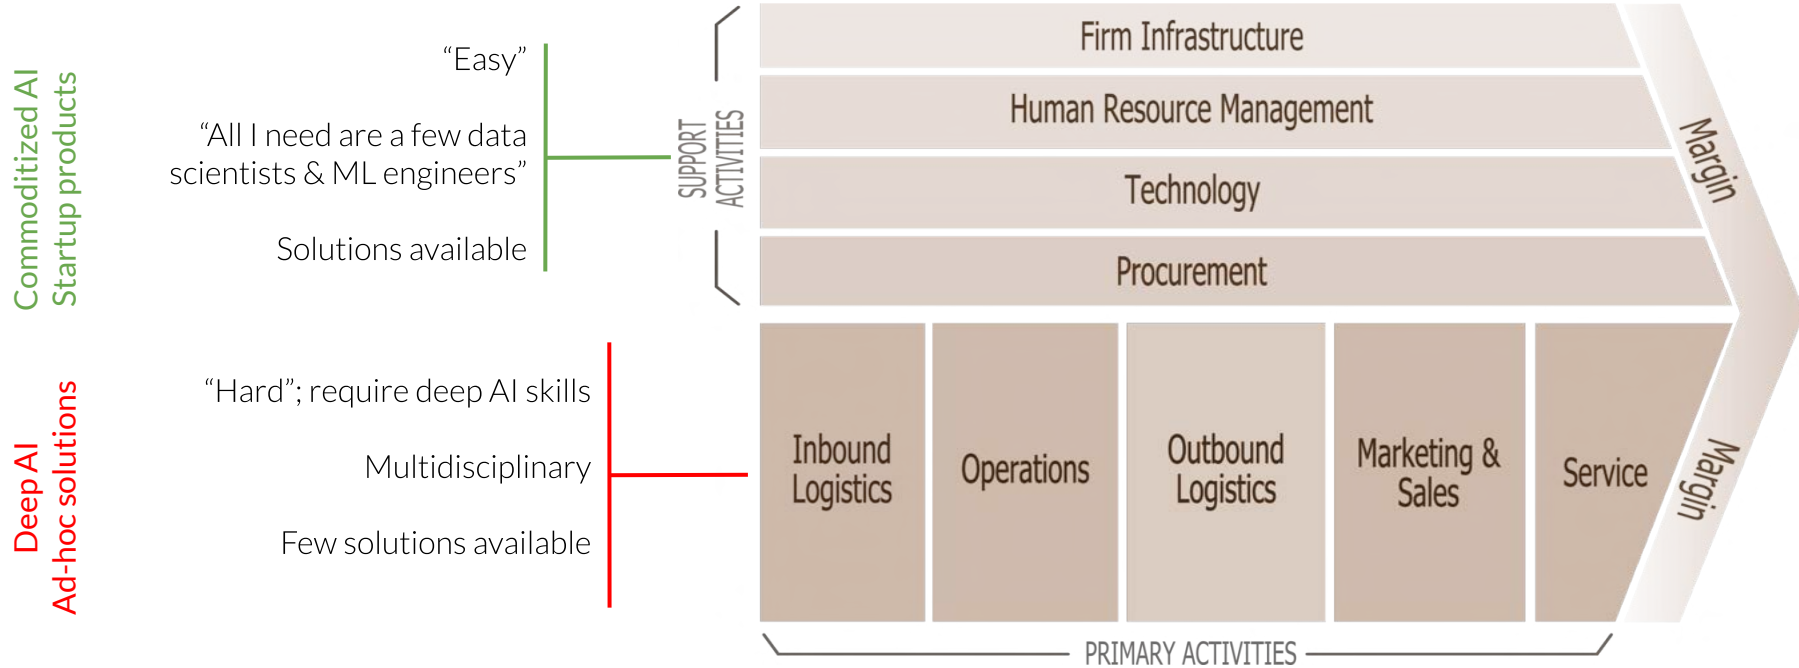 Commoditized AI
Startup products
“Easy”
“All I need are a few data
scientists & ML engineers”
Solutions available
SUPPORT
ACTIVITIES
Firm Infrastructure
Human Resource Management
Technology
Procurement
Margin
Deep AI
Ad-hoc solutions
“Hard”; require deep AI skills
Multidisciplinary
Few solutions available
Inbound
Logistics
Operations
Outbound
Logistics
Marketing &
Sales
Service
Margin
PRIMARY ACTIVITIES